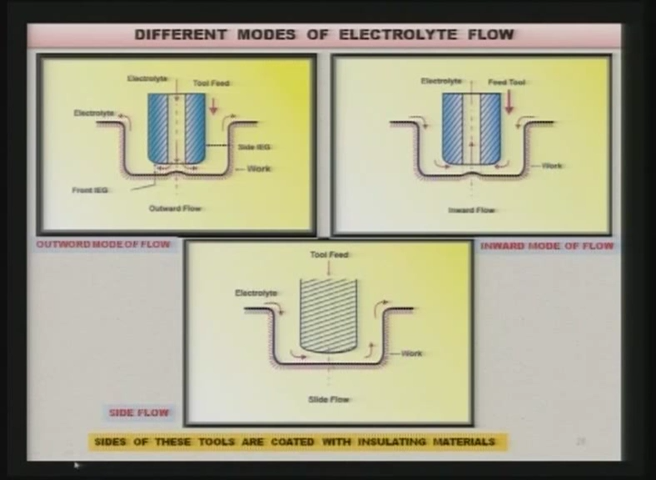 DIFFERENT MODES OF ELECTROLYTE FLOW
Electrolyte
Tool Feed
Electrolyte
Side IEG
Work
Front IEG
Outward Flow
Electrolyte
Feed Tool
Work
Inward Flow
OUTWORD MODE OF FLOW
INWARD MODE OF FLOW
Tool Feed
Electrolyte
Work
Slide Flow
SIDE FLOW
SIDES OF THESE TOOLS ARE COATED WITH INSULATING MATERIALS